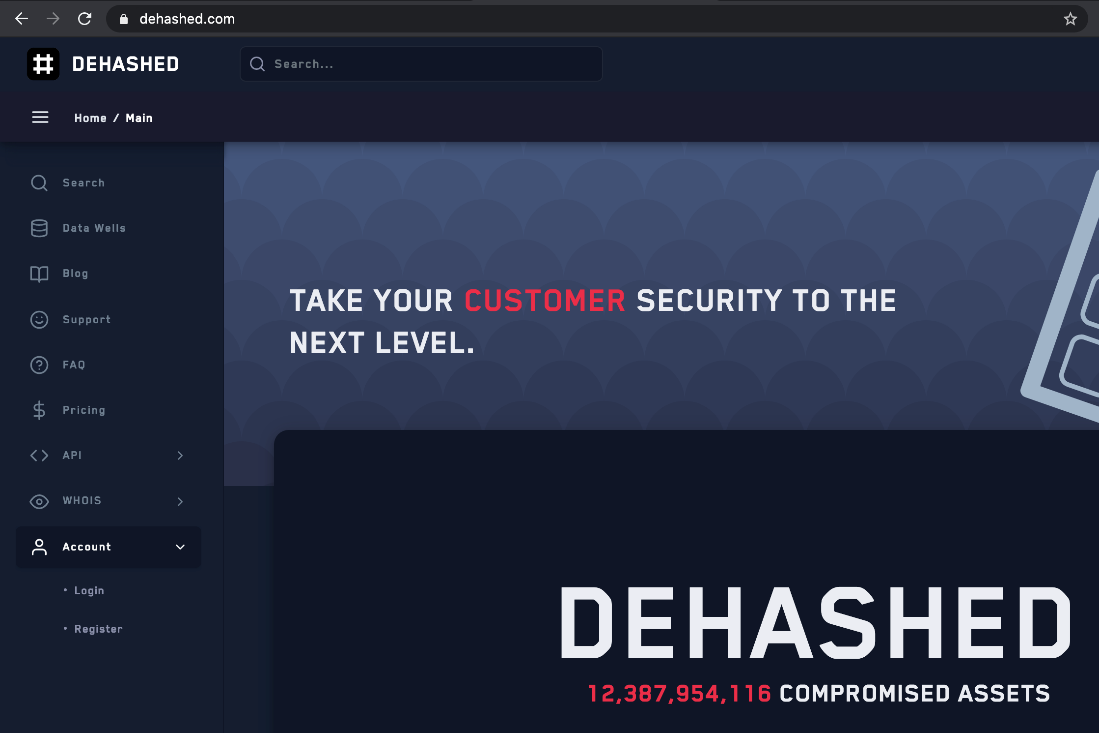 dehashed.com
DEHASHED
Search...
Home / Main
Search
Data Wells
Blog
Support
FAQ
Pricing
API
WHOIS
Account
• Login
• Register
TAKE YOUR CUSTOMER SECURITY TO THE
NEXT LEVEL.
DEHASHED
12,387,954,116 COMPROMISED ASSETS